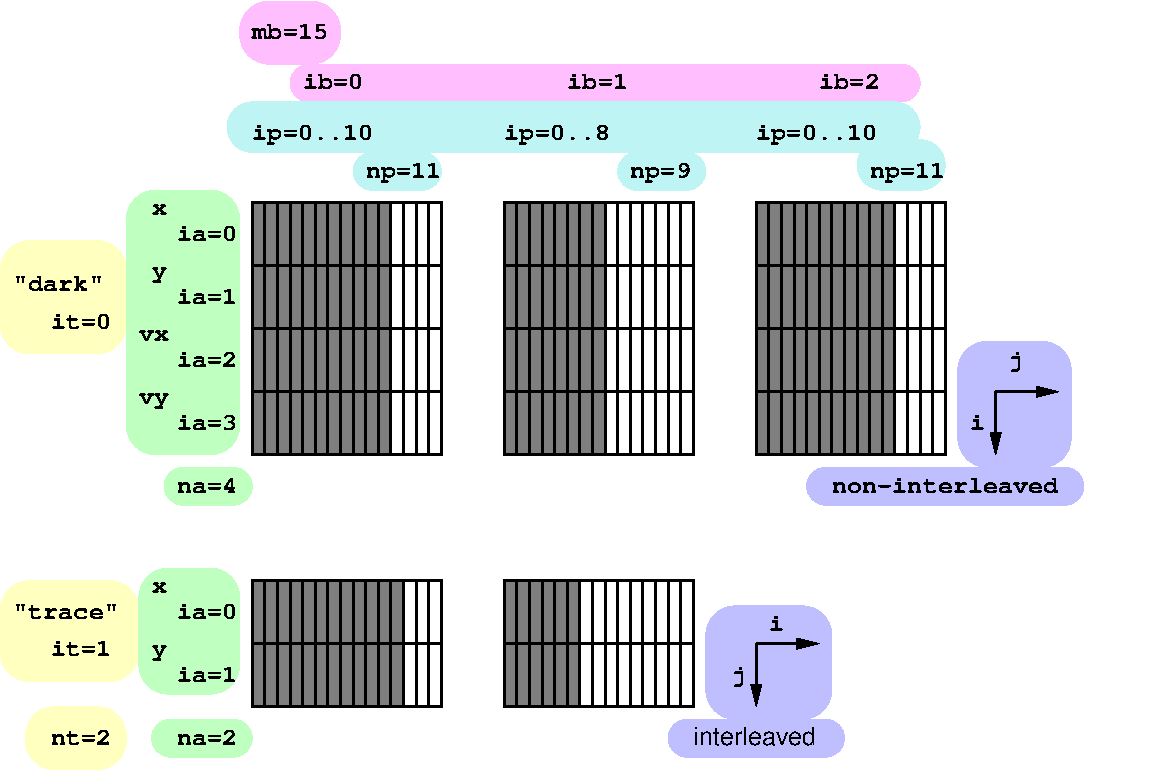 mb=15
ib=0 ib=1 ib=2
ip=0..10 ip=0..8 ip=0..10
np=11 np=9 np=11
x
ia=0
y
"dark"
ia=1
it=0
vx
ia=2
j
vy
ia=3
i
na=4
non-interleaved
x
"trace"
ia=0
i
y
it=1
ia=1
j
nt=2
na=2
interleaved